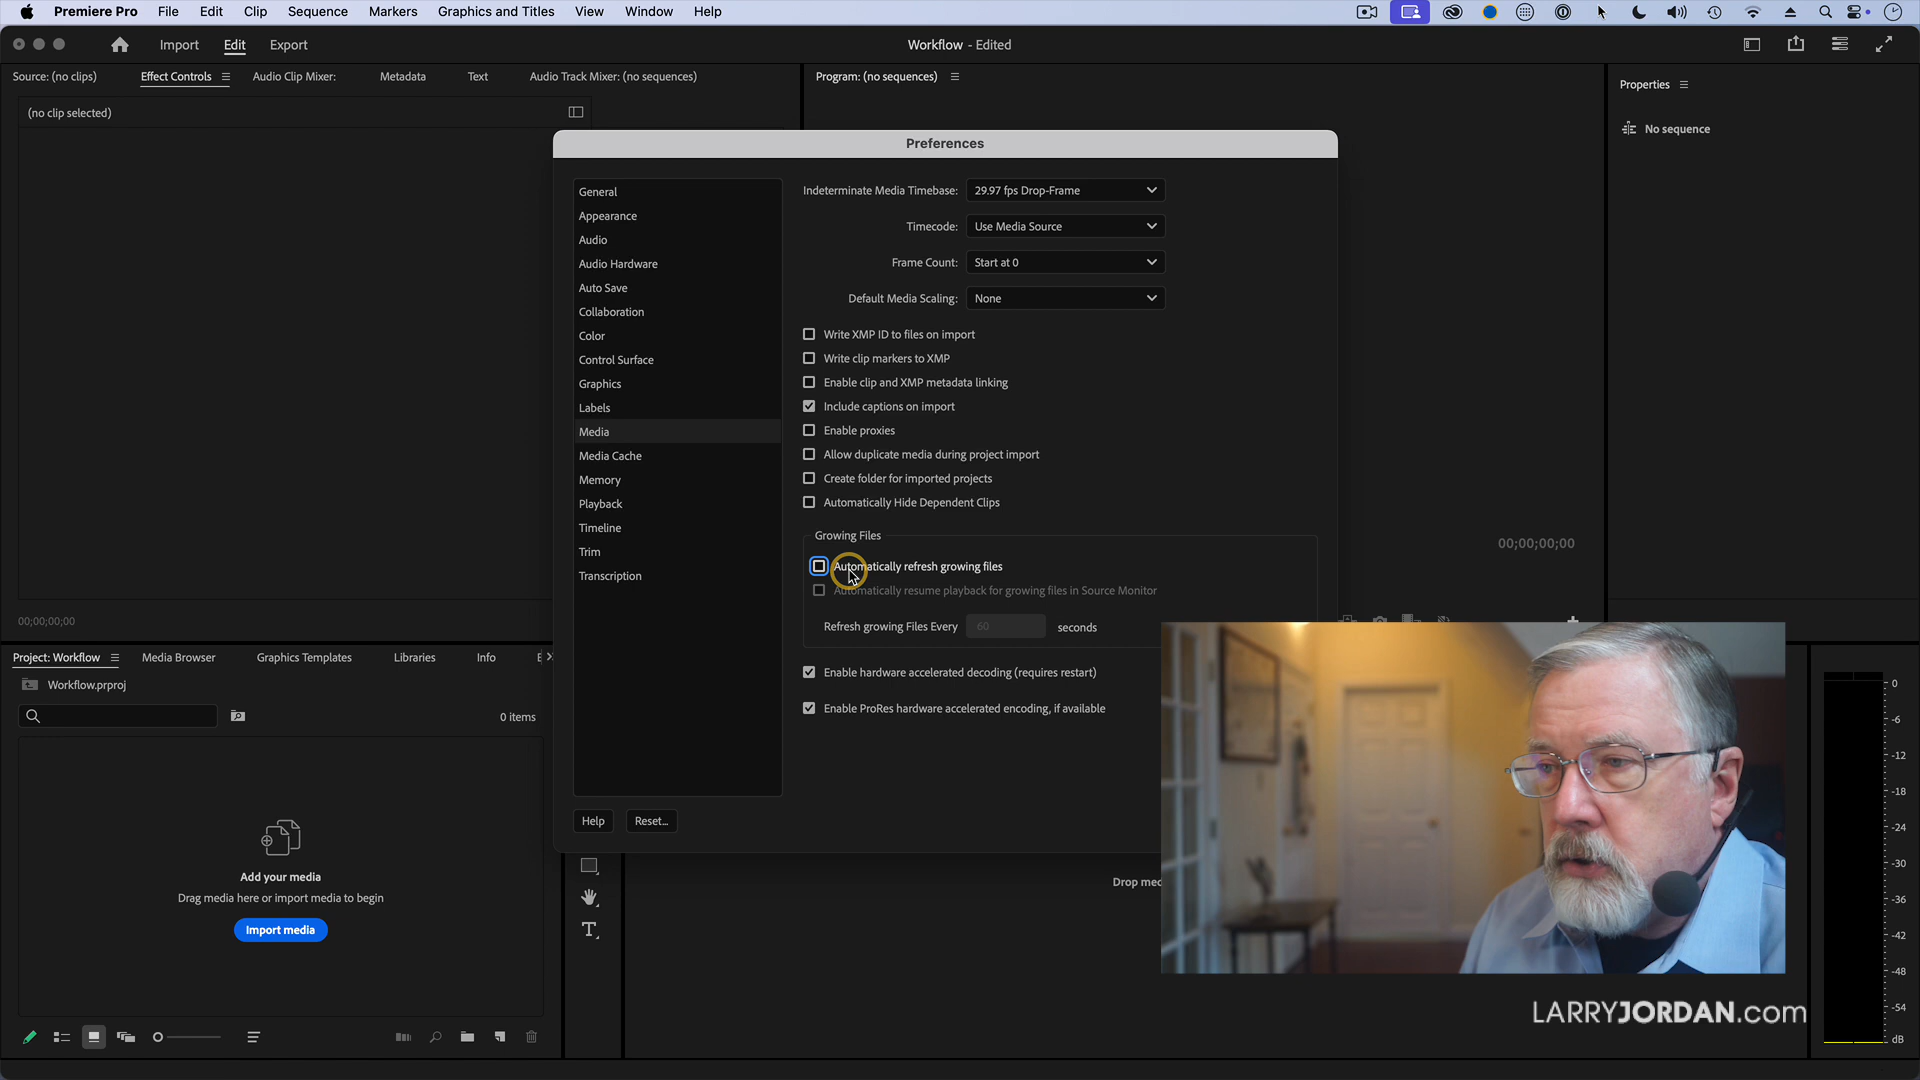 Premiere Pro File Edit Clip Sequence Markers Graphics and Titles View Window Help
Import Edit Export Workflow - Edited
Source: (no clips) Effect Controls Audio Clip Mixer: Metadata Text Audio Track Mixer: (no sequences) Program: (no sequences) Properties
(no clip selected)
No sequence
Preferences
General
Appearance
Audio
Audio Hardware
Auto Save
Collaboration
Color
Control Surface
Graphics
Labels
Media
Media Cache
Memory
Playback
Timeline
Trim
Transcription
Indeterminate Media Timebase: 29.97 fps Drop-Frame
Timecode: Use Media Source
Frame Count: Start at 0
Default Media Scaling: None
Write XMP ID to files on import
Write clip markers to XMP
Enable clip and XMP metadata linking
Include captions on import
Enable proxies
Allow duplicate media during project import
Create folder for imported projects
Automatically Hide Dependent Clips
Growing Files
Automatically refresh growing files
Automatically resume playback for growing files in Source Monitor
Refresh growing Files Every 60 seconds
Enable hardware accelerated decoding (requires restart)
Enable ProRes hardware accelerated encoding, if available
Help Reset...
00;00;00;00
00;00;00;00
Project: Workflow Media Browser Graphics Templates Libraries Info E
Workflow.prproj
0 items
Add your media
Drag media here or import media to begin
Import media
Drop med
0
-6
-12
-18
-24
-30
-36
-42
-48
-54
dB
LARRYJORDAN.com